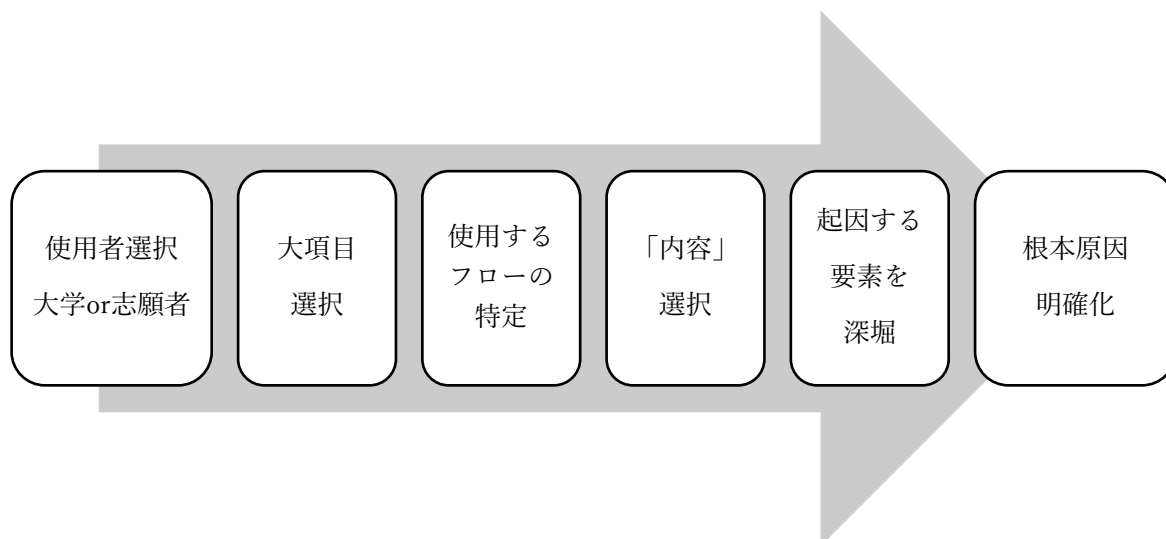 使用者選択
大学or志願者
大項目
選択
使用する
フローの
特定
「内容」
選択
起因する
要素を
深堀
根本原因
明確化